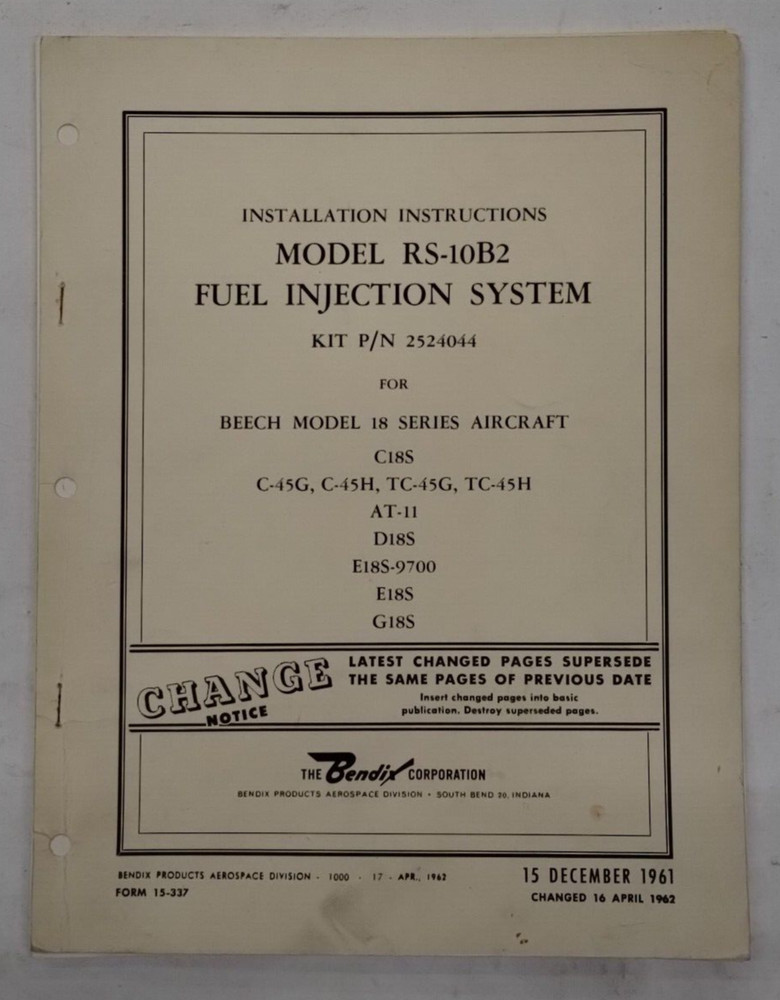 INSTALLATION INSTRUCTIONS
MODEL RS-10B2
FUEL INJECTION SYSTEM
KIT P/N 2524044
FOR
BEECH MODEL 18 SERIES AIRCRAFT
C18S
C-45G, C-45H, TC-45G, TC-45H
AT-11
D18S
E18S-9700
E18S
G18S
CHANGE
NOTICE
LATEST CHANGED PAGES SUPERSEDE
THE SAME PAGES OF PREVIOUS DATE
Insert changed pages into basic
publication. Destroy superseded pages.
THE Bendix CORPORATION
BENDIX PRODUCTS AEROSPACE DIVISION • SOUTH BEND 20, INDIANA
BENDIX PRODUCTS AEROSPACE DIVISION - 1000 - 17 - APR., 1962
FORM 15-337
15 DECEMBER 1961
CHANGED 16 APRIL 1962